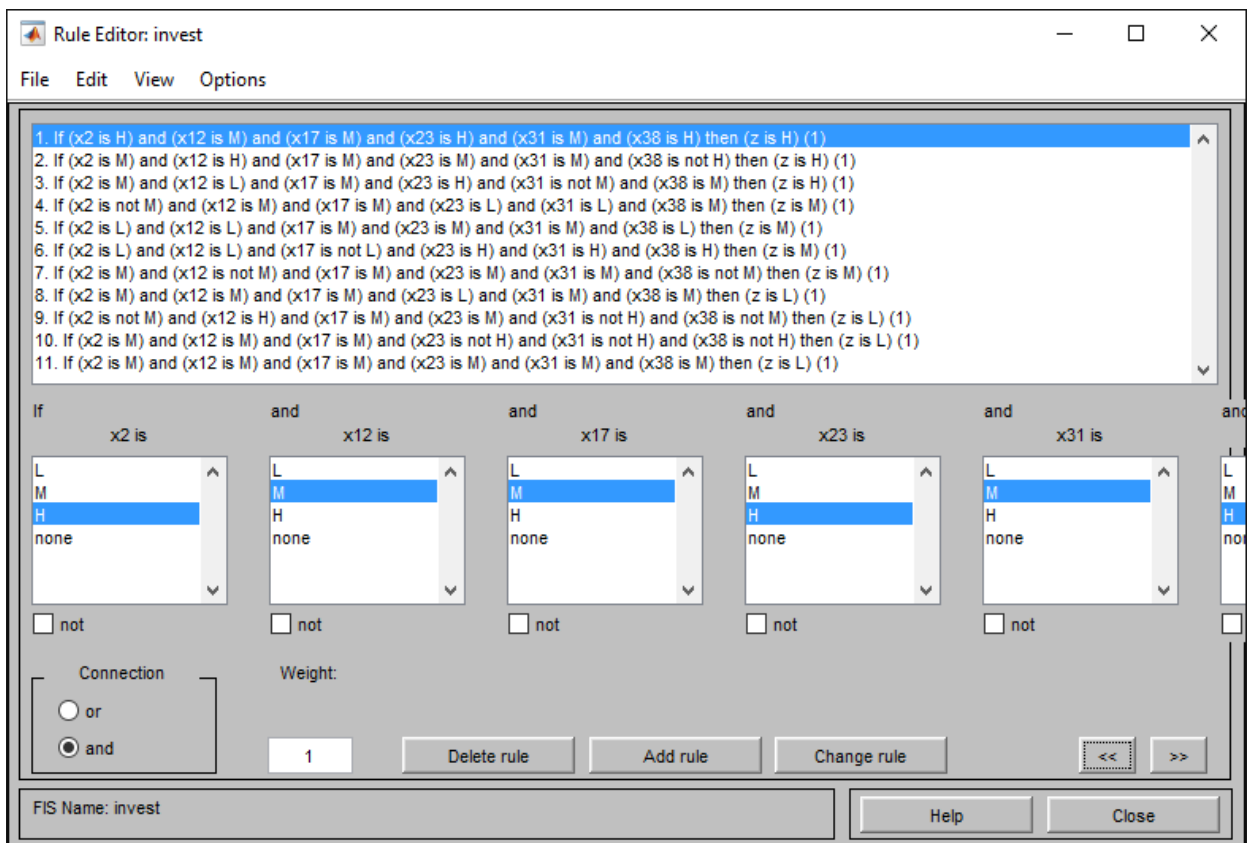 Rule Editor: invest
File Edit View Options
1. If (x2 is H) and (x12 is M) and (x17 is M) and (x23 is H) and (x31 is M) and (x38 is H) then (z is H) (1)
2. If (x2 is M) and (x12 is H) and (x17 is M) and (x23 is M) and (x31 is M) and (x38 is not H) then (z is H) (1)
3. If (x2 is M) and (x12 is L) and (x17 is M) and (x23 is H) and (x31 is not M) and (x38 is M) then (z is H) (1)
4. If (x2 is not M) and (x12 is M) and (x17 is M) and (x23 is L) and (x31 is L) and (x38 is M) then (z is M) (1)
5. If (x2 is L) and (x12 is L) and (x17 is M) and (x23 is M) and (x31 is M) and (x38 is L) then (z is M) (1)
6. If (x2 is L) and (x12 is L) and (x17 is not L) and (x23 is H) and (x31 is H) and (x38 is H) then (z is M) (1)
7. If (x2 is M) and (x12 is not M) and (x17 is M) and (x23 is M) and (x31 is M) and (x38 is not M) then (z is M) (1)
8. If (x2 is M) and (x12 is M) and (x17 is M) and (x23 is L) and (x31 is M) and (x38 is M) then (z is L) (1)
9. If (x2 is not M) and (x12 is H) and (x17 is M) and (x23 is M) and (x31 is not H) and (x38 is not M) then (z is L) (1)
10. If (x2 is M) and (x12 is M) and (x17 is M) and (x23 is not H) and (x31 is not H) and (x38 is not H) then (z is L) (1)
11. If (x2 is M) and (x12 is M) and (x17 is M) and (x23 is M) and (x31 is M) and (x38 is M) then (z is L) (1)
If and and and and and
x2 is x12 is x17 is x23 is x31 is
L L L L L L
M M M M M M
H H H H H H
none none none none none
not not not not not
Connection Weight:
or
and 1 Delete rule Add rule Change rule << >>
FIS Name: invest Help Close